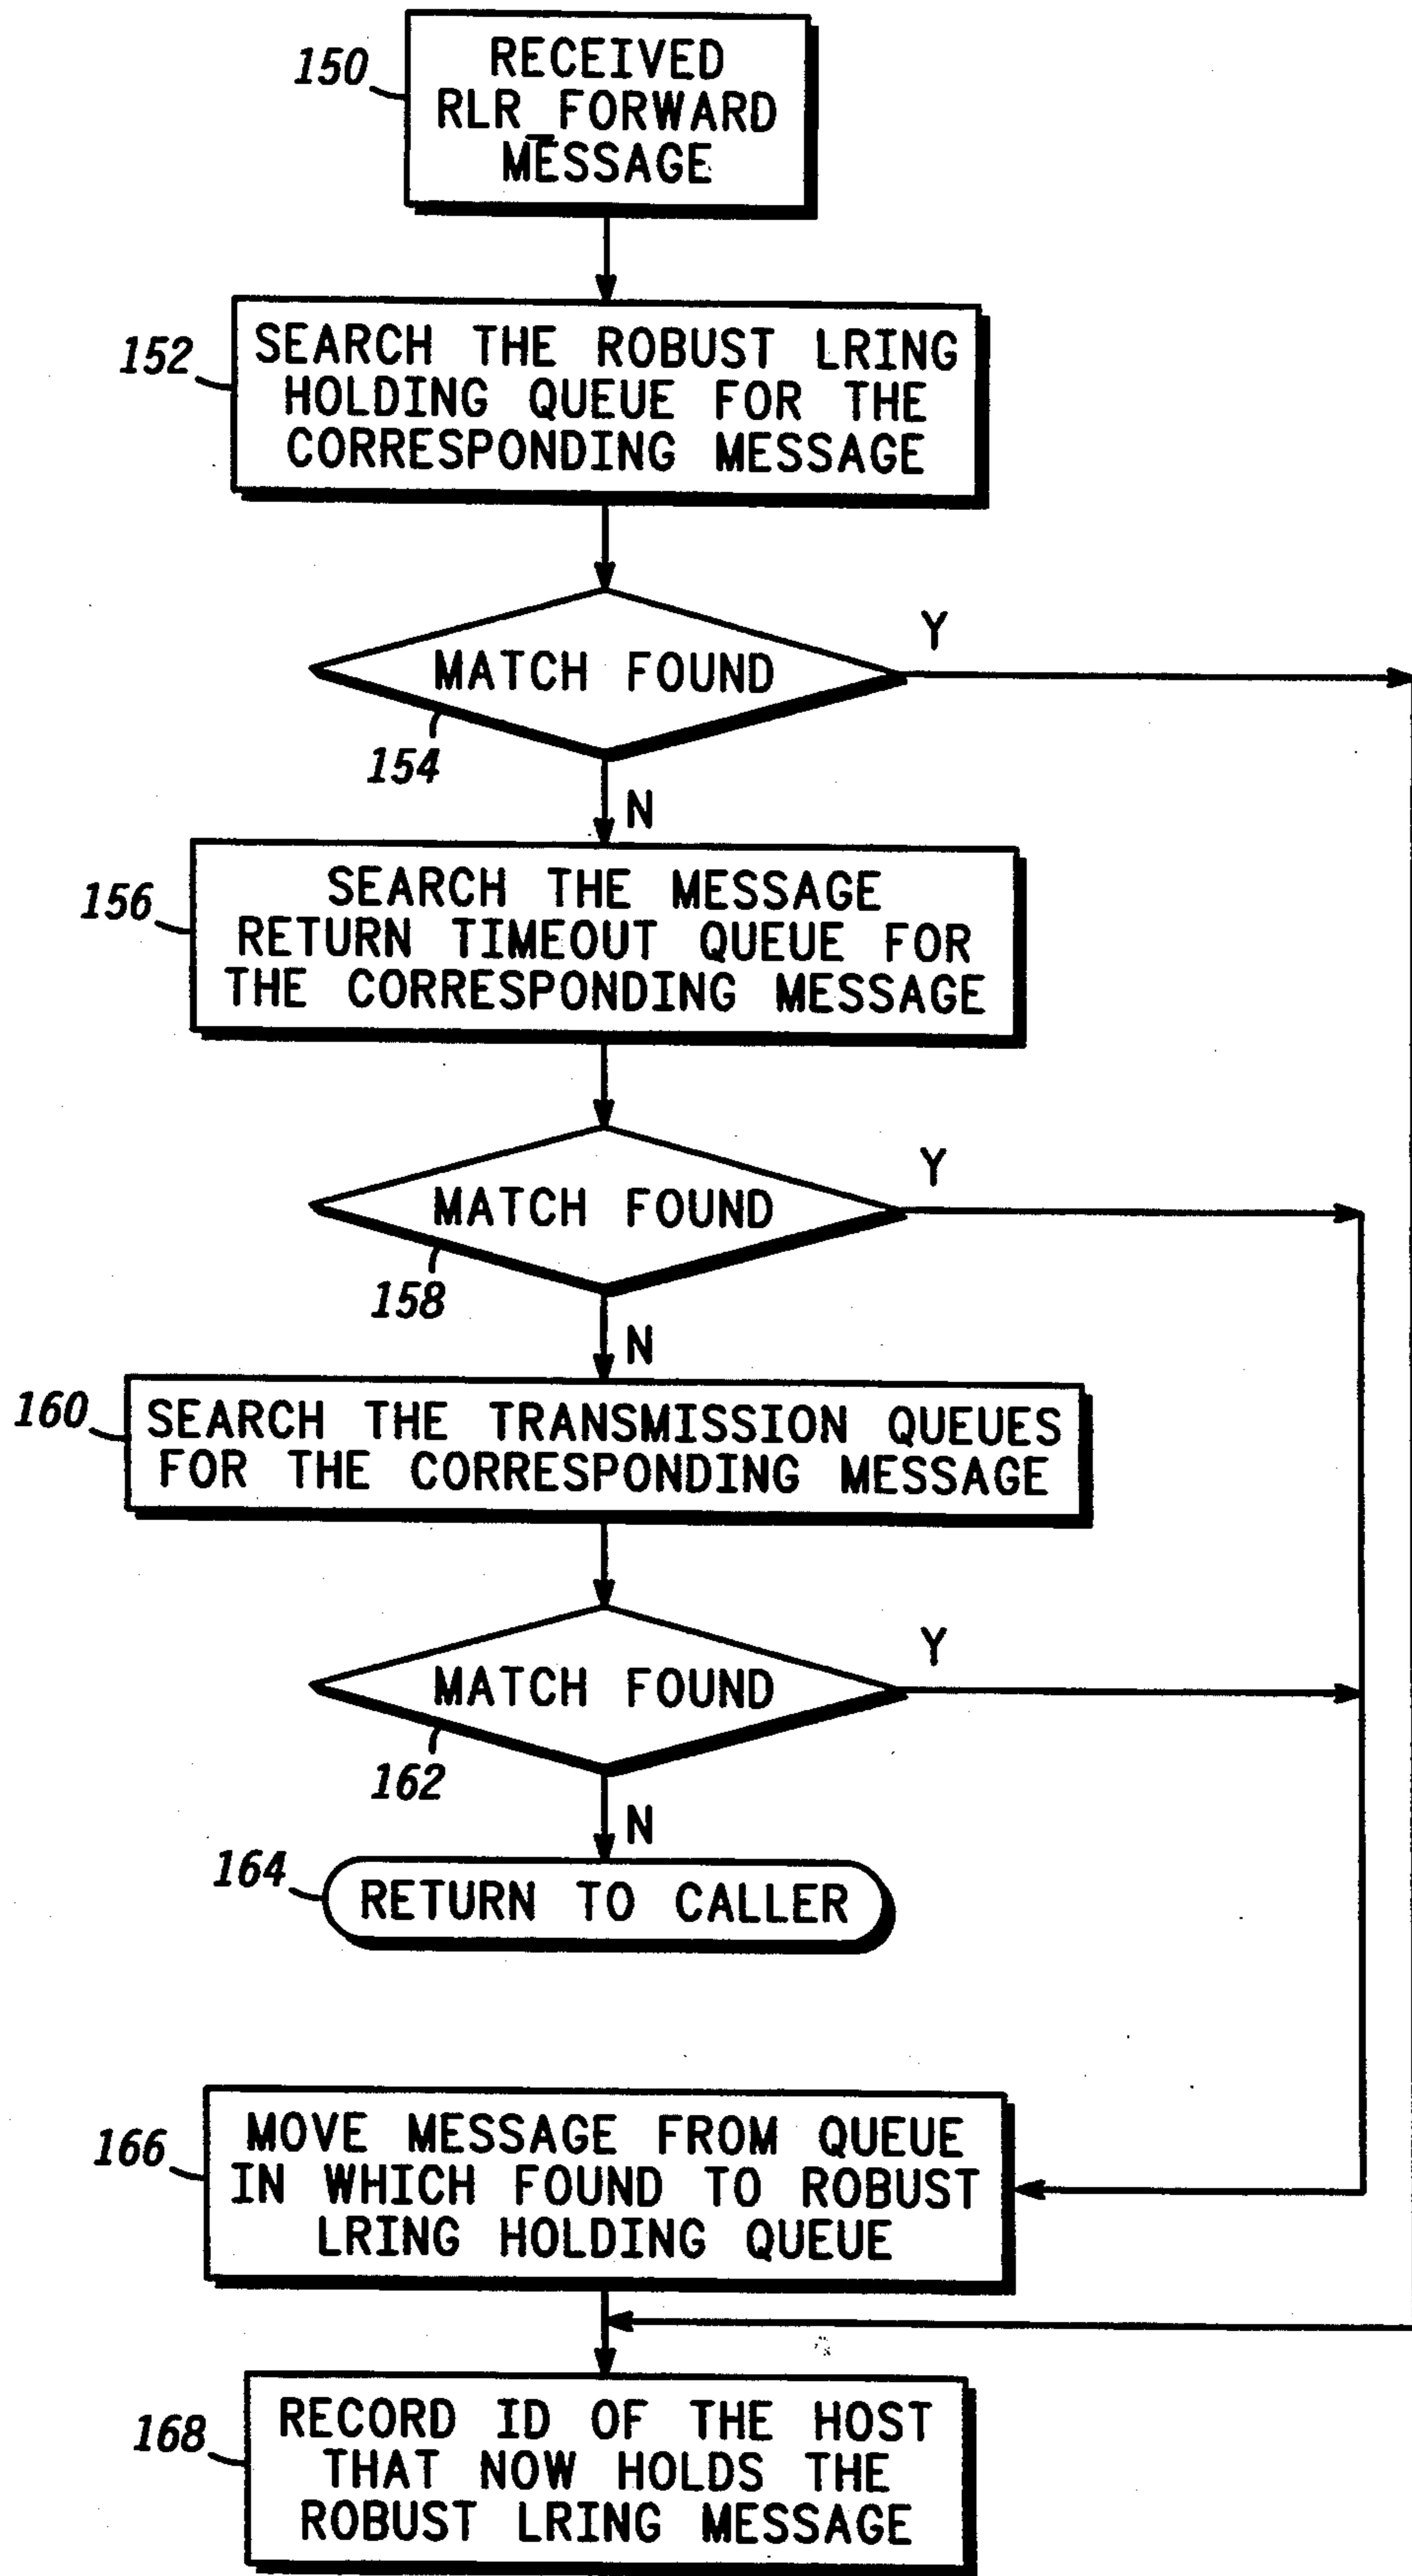 150
RECEIVED
RLR_FORWARD
MESSAGE
152
SEARCH THE ROBUST LRING
HOLDING QUEUE FOR THE
CORRESPONDING MESSAGE
MATCH FOUND
Y
154
N
156
SEARCH THE MESSAGE
RETURN TIMEOUT QUEUE FOR
THE CORRESPONDING MESSAGE
MATCH FOUND
Y
158
N
160
SEARCH THE TRANSMISSION QUEUES
FOR THE CORRESPONDING MESSAGE
MATCH FOUND
Y
162
N
164
RETURN TO CALLER
166
MOVE MESSAGE FROM QUEUE
IN WHICH FOUND TO ROBUST
LRING HOLDING QUEUE
168
RECORD ID OF THE HOST
THAT NOW HOLDS THE
ROBUST LRING MESSAGE